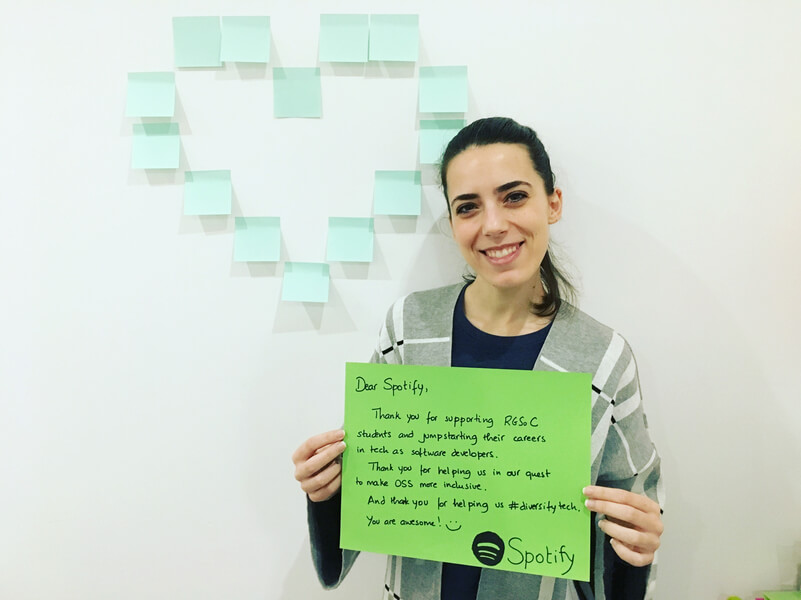 Dear Spotify,
Thank you for supporting RGSoC
students and jumpstarting their careers
in tech as software developers.
Thank you for helping us in our quest
to make OSS more inclusive.
And thank you for helping us #diversifytech.
You are awesome! :)
Spotify